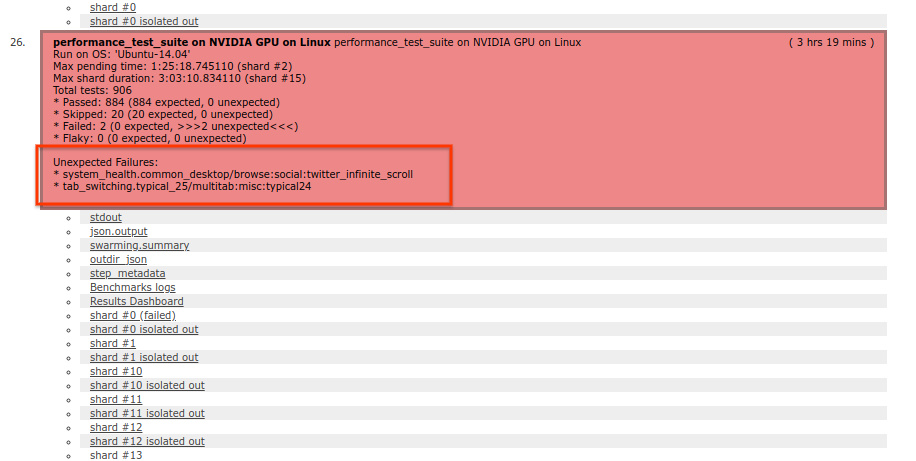 shard #0
shard #0 isolated out
26. performance_test_suite on NVIDIA GPU on Linux performance_test_suite on NVIDIA GPU on Linux ( 3 hrs 19 mins )
Run on OS: 'Ubuntu-14.04'
Max pending time: 1:25:18.745110 (shard #2)
Max shard duration: 3:03:10.834110 (shard #15)
Total tests: 906
* Passed: 884 (884 expected, 0 unexpected)
* Skipped: 20 (20 expected, 0 unexpected)
* Failed: 2 (0 expected, >>>2 unexpected<<<)
* Flaky: 0 (0 expected, 0 unexpected)
Unexpected Failures:
* system_health.common_desktop/browse:social:twitter_infinite_scroll
* tab_switching.typical_25/multitab:misc:typical24
stdout
json.output
swarming.summary
outdir_json
step_metadata
Benchmarks logs
Results Dashboard
shard #0 (failed)
shard #0 isolated out
shard #1
shard #1 isolated out
shard #10
shard #10 isolated out
shard #11
shard #11 isolated out
shard #12
shard #12 isolated out
shard #13